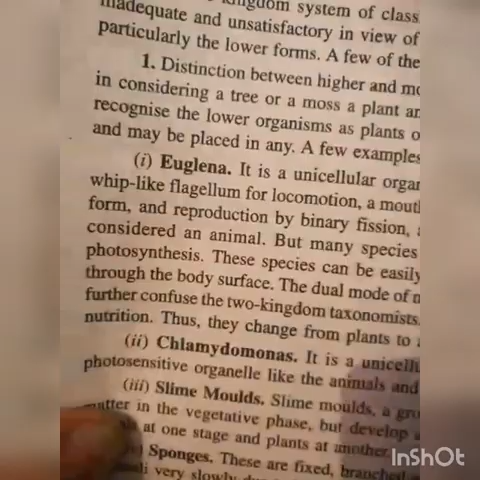 kingdom system of class
inadequate and unsatisfactory in view of
particularly the lower forms. A few of the
1. Distinction between higher and mo
in considering a tree or a moss a plant an
recognise the lower organisms as plants o
and may be placed in any. A few examples
(i) Euglena. It is a unicellular organ
whip-like flagellum for locomotion, a mouth
form, and reproduction by binary fission,
considered an animal. But many species
photosynthesis. These species can be easily
through the body surface. The dual mode of n
further confuse the two-kingdom taxonomists.
nutrition. Thus, they change from plants to
(ii) Chlamydomonas. It is a unicellu
photosensitive organelle like the animals and
(iii) Slime Moulds. Slime moulds, a gro
matter in the vegetative phase, but develop
at one stage and plants at another.
Sponges. These are fixed, branched
very slowly
InShOt